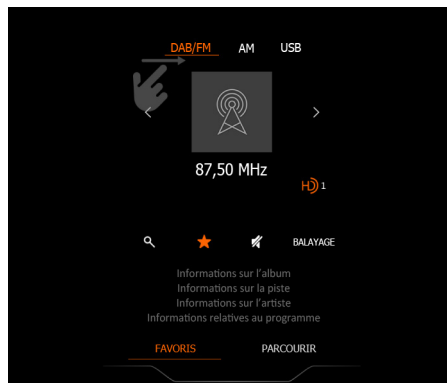 DAB/FM AM USB
87,50 MHz
HD 1
BALAYAGE
Informations sur l'album
Informations sur la piste
Informations sur l'artiste
Informations relatives au programme
FAVORIS PARCOURIR